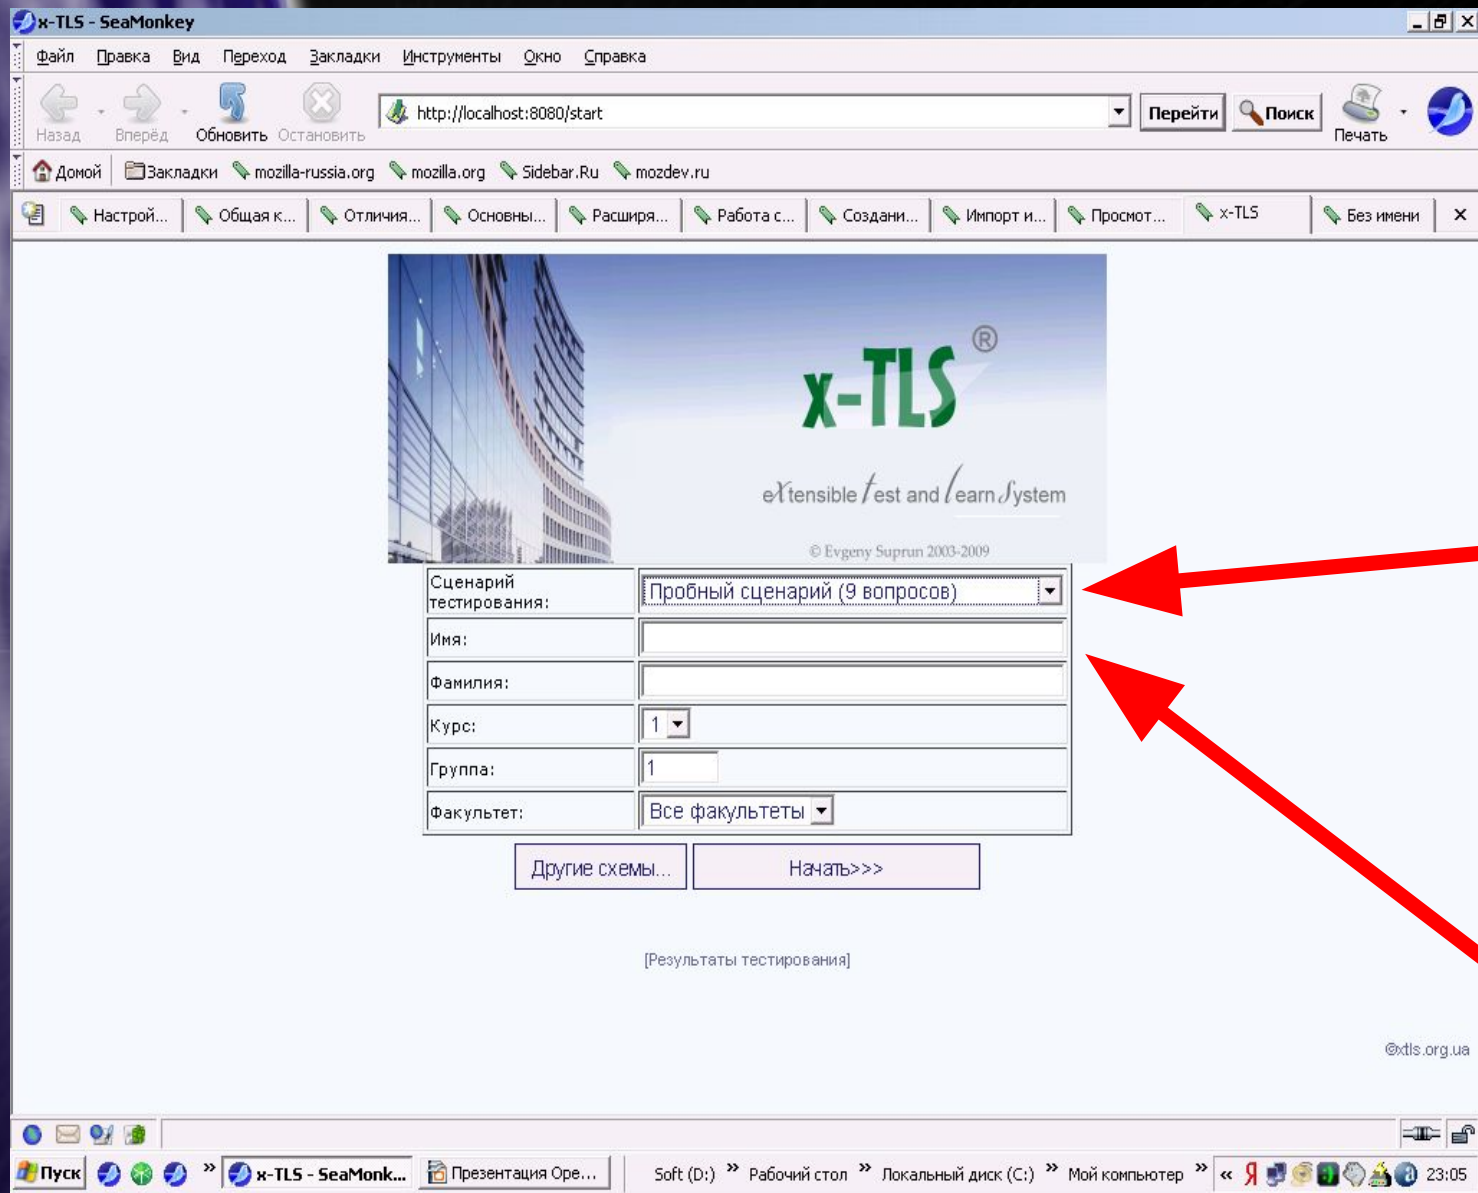 x-TLS - SeaMonkey
Файл Правка Вид Переход Закладки Инструменты Окно Справка
Назад Вперёд Обновить Остановить http://localhost:8080/start Перейти Поиск Печать
Домой Закладки mozilla-russia.org mozilla.org Sidebar.Ru mozdev.ru
Настрой... Общая к... Отличия... Основны... Расширя... Работа с... Создани... Импорт и... Просмот... x-TLS Без имени
x-TLS ®
eXtensible test and learn System
© Evgeny Suprun 2003-2009
Сценарий тестирования: Пробный сценарий (9 вопросов)
Имя:
Фамилия:
Курс: 1
Группа: 1
Факультет: Все факультеты
Другие схемы... Начать>>>
[Результаты тестирования]
©xtls.org.ua
Пуск » x-TLS - SeaMonk... Презентация Ope... Soft (D:) » Рабочий стол » Локальный диск (C:) » Мой компьютер » « Я 23:05